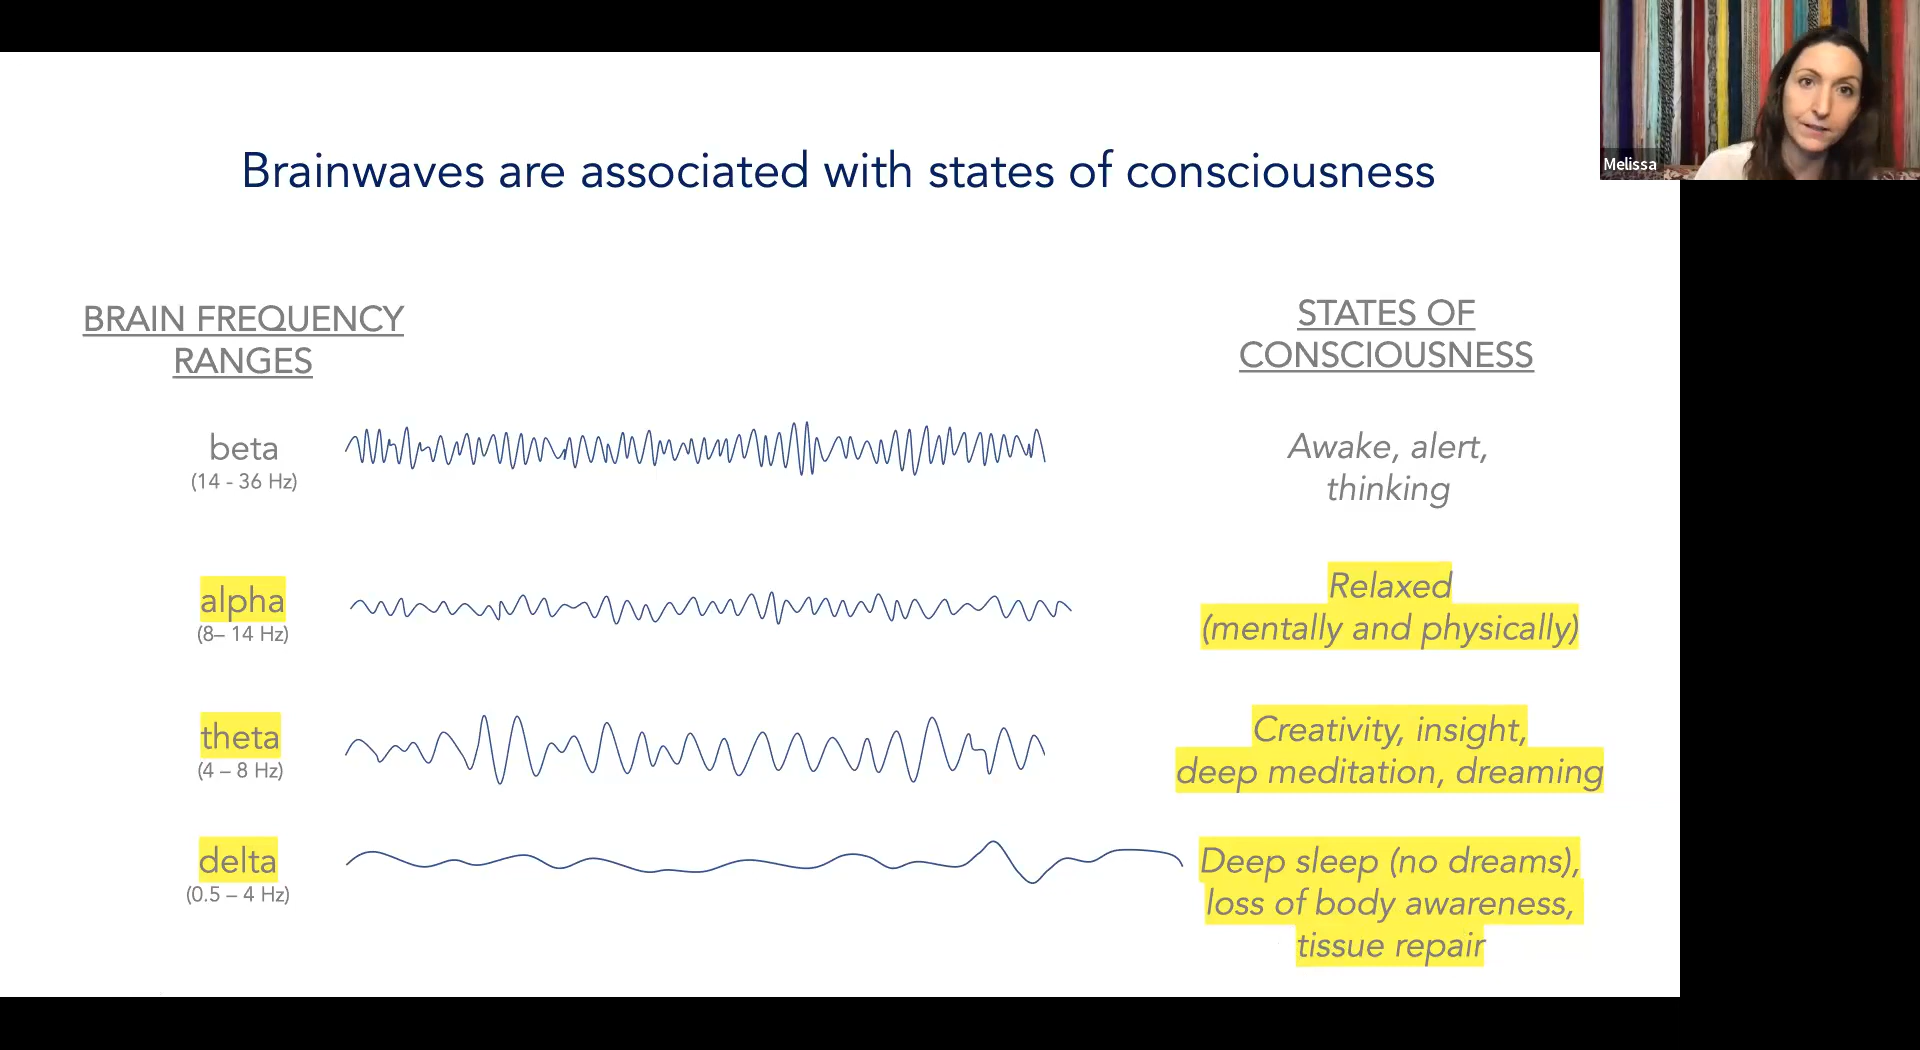 Melissa
Brainwaves are associated with states of consciousness
BRAIN FREQUENCY
RANGES
STATES OF
CONSCIOUSNESS
beta
(14 - 36 Hz)
Awake, alert,
thinking
alpha
(8– 14 Hz)
Relaxed
(mentally and physically)
theta
(4 – 8 Hz)
Creativity, insight,
deep meditation, dreaming
delta
(0.5 – 4 Hz)
Deep sleep (no dreams),
loss of body awareness,
tissue repair